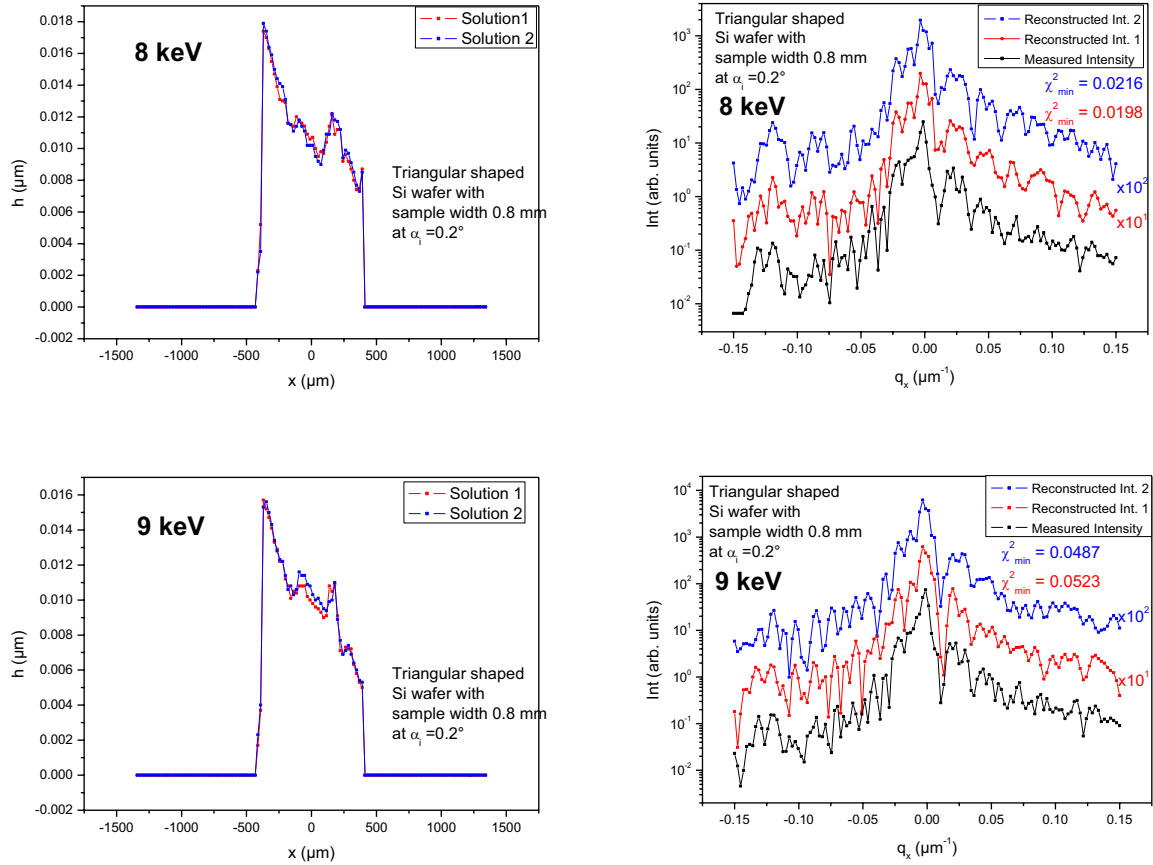 Solution1
Solution 2
8 keV
Triangular shaped
Si wafer with
sample width 0.8 mm
at αi =0.2°
h (µm)
0.018
0.016
0.014
0.012
0.010
0.008
0.006
0.004
0.002
0.000
-0.002
-1500 -1000 -500 0 500 1000 1500
x (µm)
Triangular shaped
Si wafer with
sample width 0.8 mm
at αi =0.2°
8 keV
Reconstructed Int. 2
Reconstructed Int. 1
Measured Intensity
χ²min = 0.0216
χ²min = 0.0198
x10²
x10¹
Int (arb. units)
10³
10²
10¹
10⁰
10⁻¹
10⁻²
-0.15 -0.10 -0.05 0.00 0.05 0.10 0.15
qx (µm⁻¹)
Solution 1
Solution 2
9 keV
Triangular shaped
Si wafer with
sample width 0.8 mm
at αi =0.2°
h (µm)
0.016
0.014
0.012
0.010
0.008
0.006
0.004
0.002
0.000
-0.002
-1500 -1000 -500 0 500 1000 1500
x (µm)
Triangular shaped
Si wafer with
sample width 0.8 mm
at αi =0.2°
9 keV
Reconstructed Int. 2
Reconstructed Int. 1
Measured Intensity
χ²min = 0.0487
χ²min = 0.0523
x10²
x10¹
Int (arb. units)
10⁴
10³
10²
10¹
10⁰
10⁻¹
10⁻²
-0.15 -0.10 -0.05 0.00 0.05 0.10 0.15
qx (µm⁻¹)